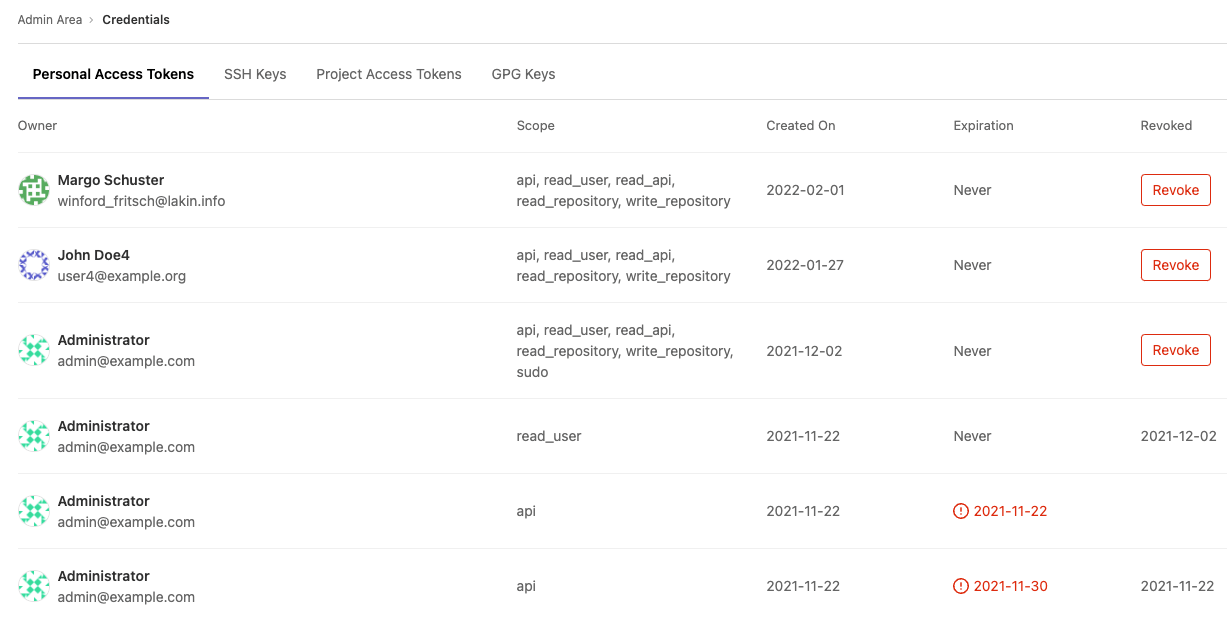 Admin Area › Credentials
Personal Access Tokens SSH Keys Project Access Tokens GPG Keys
Owner Scope Created On Expiration Revoked
Margo Schuster
winford_fritsch@lakin.info
api, read_user, read_api,
read_repository, write_repository
2022-02-01 Never Revoke
John Doe4
user4@example.org
api, read_user, read_api,
read_repository, write_repository
2022-01-27 Never Revoke
Administrator
admin@example.com
api, read_user, read_api,
read_repository, write_repository,
sudo
2021-12-02 Never Revoke
Administrator
admin@example.com
read_user 2021-11-22 Never 2021-12-02
Administrator
admin@example.com
api 2021-11-22 2021-11-22
Administrator
admin@example.com
api 2021-11-22 2021-11-30 2021-11-22